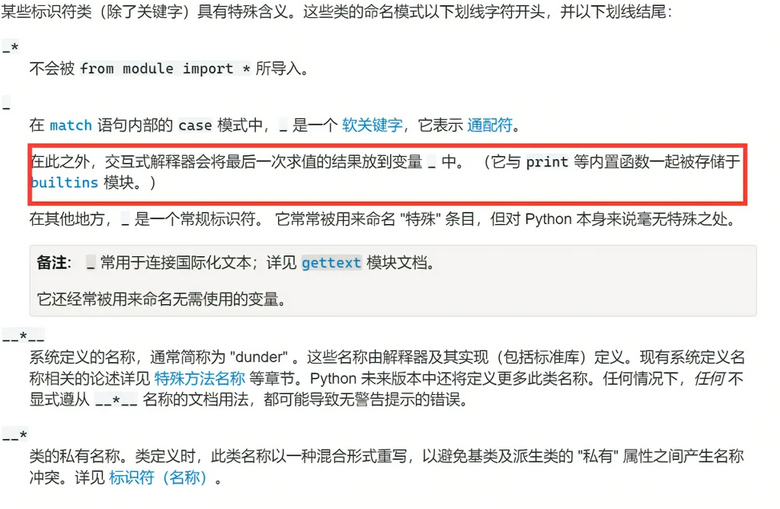 某些标识符类（除了关键字）具有特殊含义。这些类的命名模式以下划线字符开头，并以下划线结尾：
_*
不会被 from module import * 所导入。
_
在 match 语句内部的 case 模式中，_ 是一个 软关键字，它表示 通配符。
在此之外，交互式解释器会将最后一次求值的结果放到变量 _ 中。 （它与 print 等内置函数一起被存储于
builtins 模块。）
在其他地方，_ 是一个常规标识符。 它常常被用来命名 "特殊" 条目，但对 Python 本身来说毫无特殊之处。
备注： _ 常用于连接国际化文本；详见 gettext 模块文档。
它还经常被用来命名无需使用的变量。
__*__
系统定义的名称，通常简称为 "dunder" 。这些名称由解释器及其实现（包括标准库）定义。现有系统定义名
称相关的论述详见 特殊方法名称 等章节。Python 未来版本中还将定义更多此类名称。任何情况下，任何 不
显式遵从 __*__ 名称的文档用法，都可能导致无警告提示的错误。
__*
类的私有名称。类定义时，此类名称以一种混合形式重写，以避免基类及派生类的 "私有" 属性之间产生名称
冲突。详见 标识符（名称）。